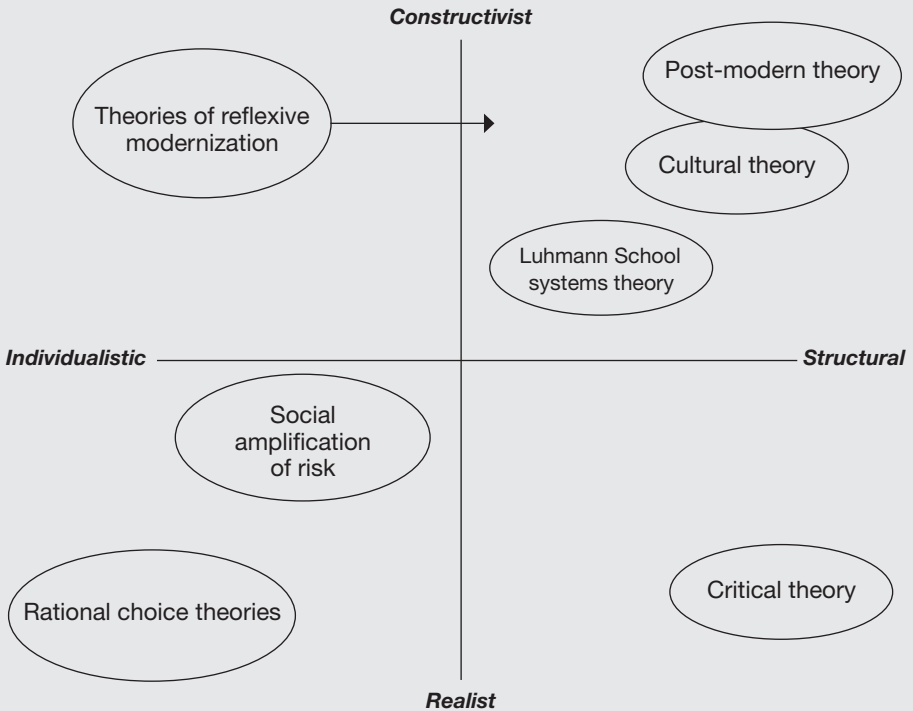 Constructivist
Post-modern theory
Theories of reflexive
modernization
Cultural theory
Luhmann School
systems theory
Individualistic
Structural
Social
amplification
of risk
Rational choice theories
Critical theory
Realist